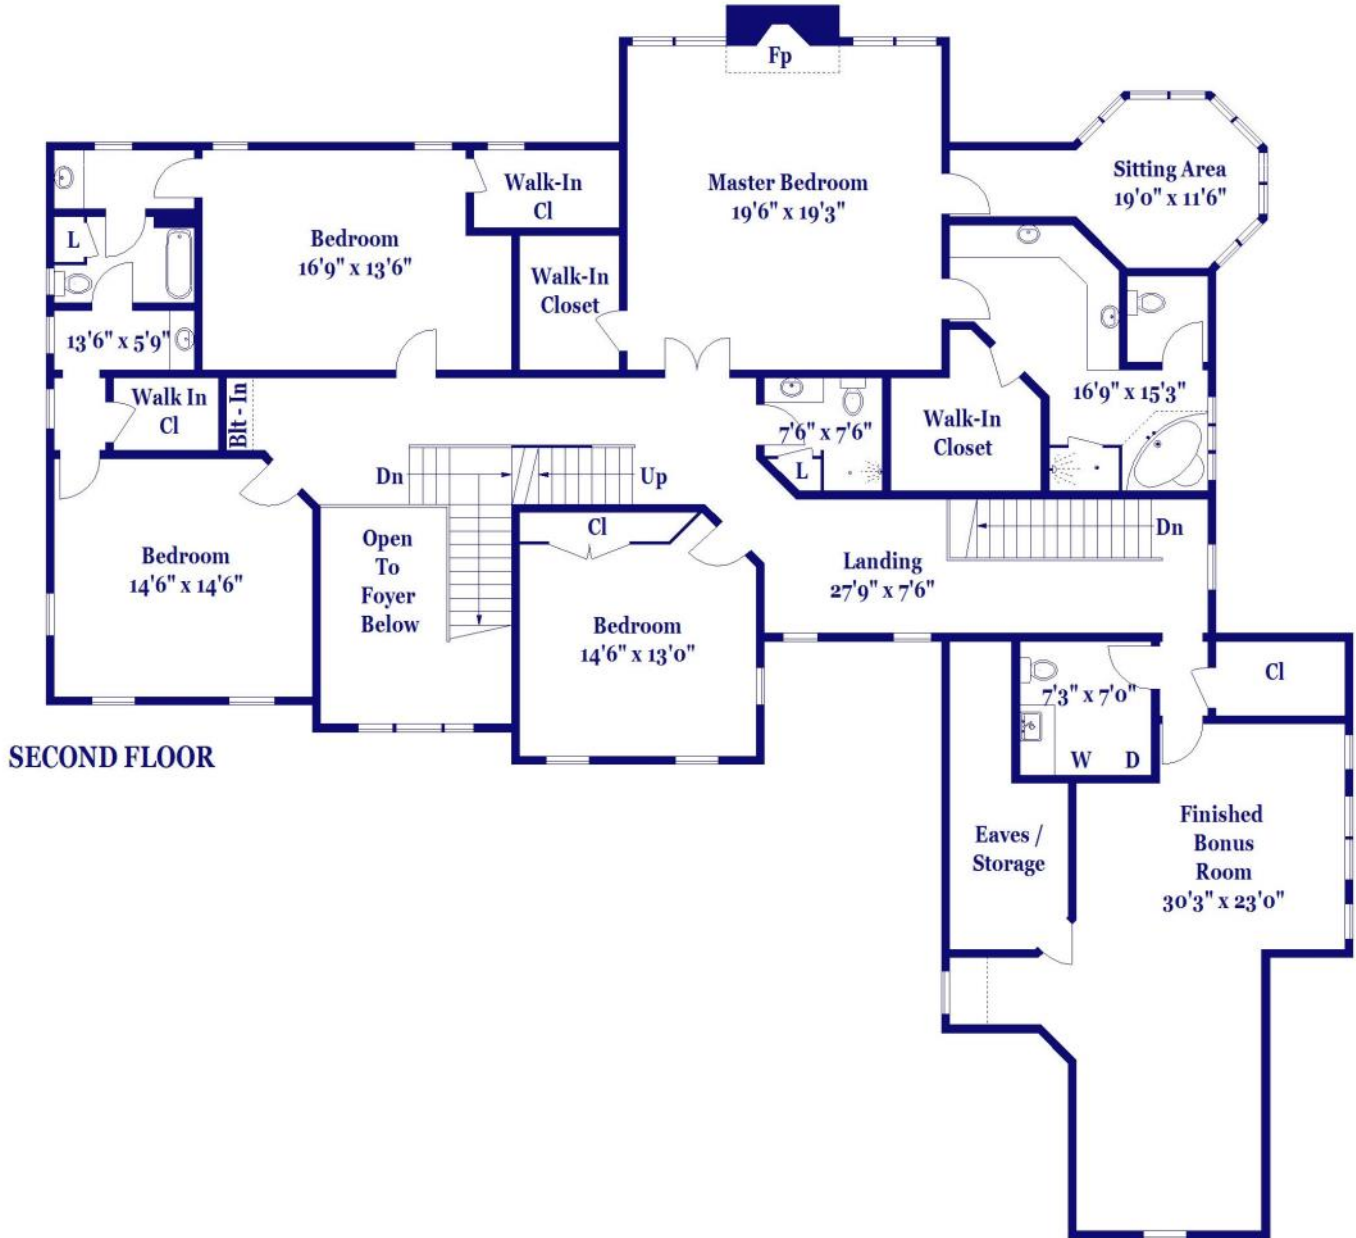 Fp
Sitting Area
19'0" x 11'6"
Walk-In
Cl
Master Bedroom
19'6" x 19'3"
L
Bedroom
16'9" x 13'6"
Walk-In
Closet
13'6" x 5'9"
Walk In
Cl
Blt - In
16'9" x 15'3"
7'6" x 7'6"
Walk-In
Closet
L
Dn
Up
Cl
Dn
Bedroom
14'6" x 14'6"
Open
To
Foyer
Below
Landing
27'9" x 7'6"
Bedroom
14'6" x 13'0"
Cl
7'3" x 7'0"
W D
SECOND FLOOR
Eaves /
Storage
Finished
Bonus
Room
30'3" x 23'0"